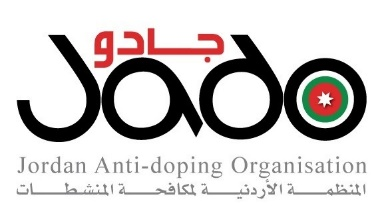 جادو
Jado
Jordan Anti-doping Organisation
المنظمة الأردنية لمكافحة المنشطات